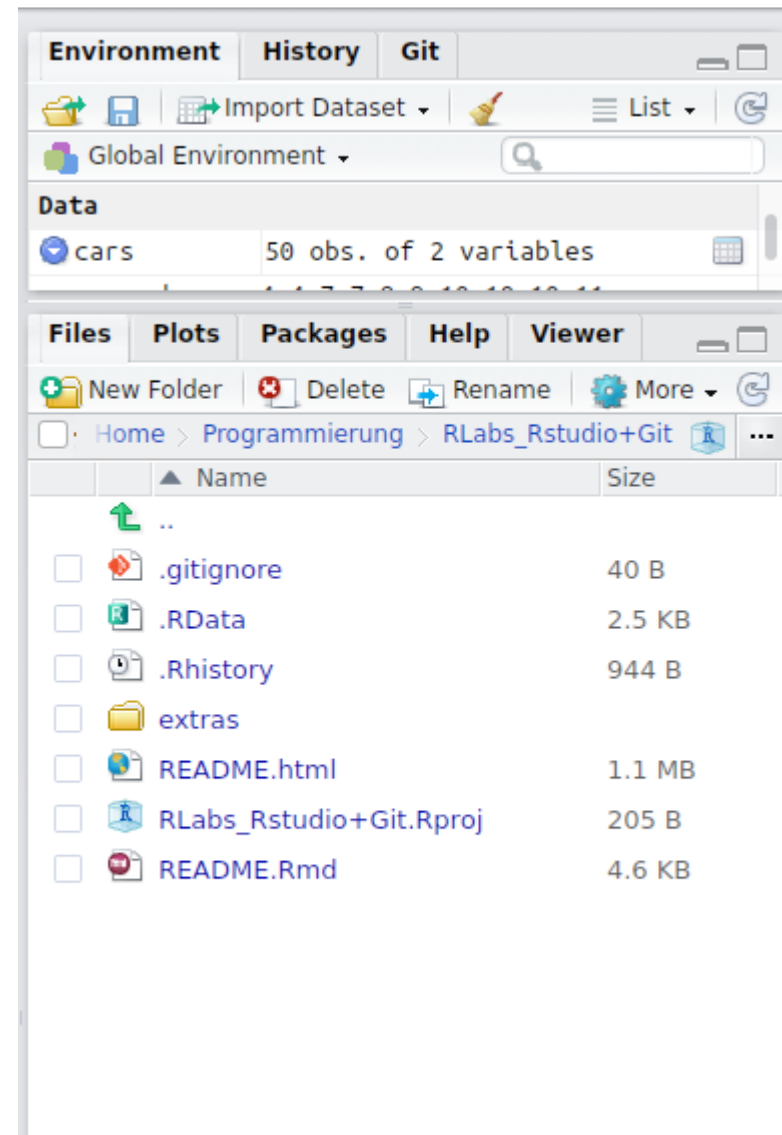 Environment History Git
Import Dataset List
Global Environment
Data
cars 50 obs. of 2 variables
Files Plots Packages Help Viewer
New Folder Delete Rename More
Home > Programmierung > RLabs_Rstudio+Git ...
Name Size
..
.gitignore 40 B
.RData 2.5 KB
.Rhistory 944 B
extras
README.html 1.1 MB
RLabs_Rstudio+Git.Rproj 205 B
README.Rmd 4.6 KB